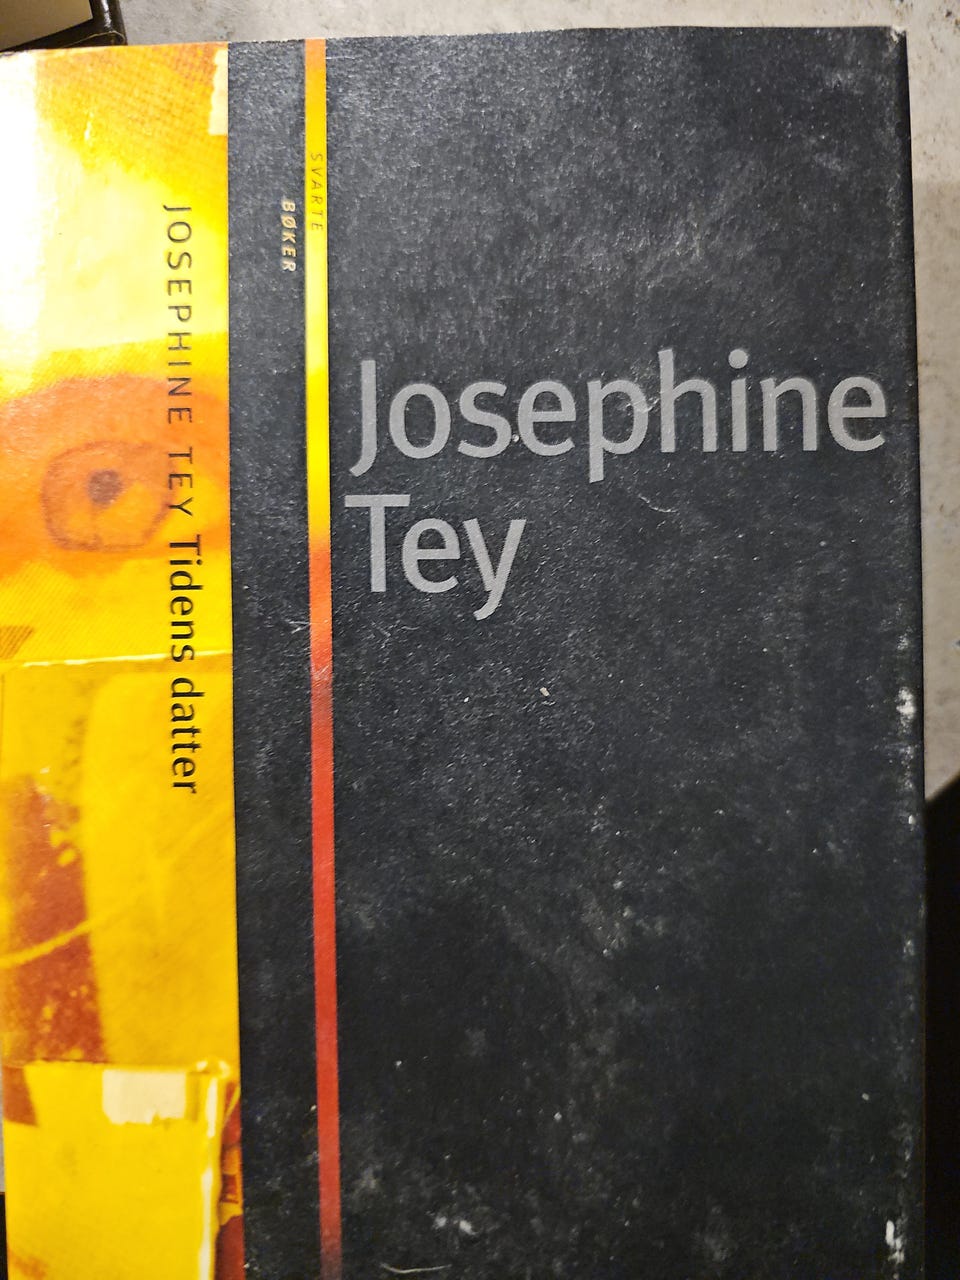 JOSEPHINE TEY Tidens datter
SVARTE
BØKER
Josephine
Tey